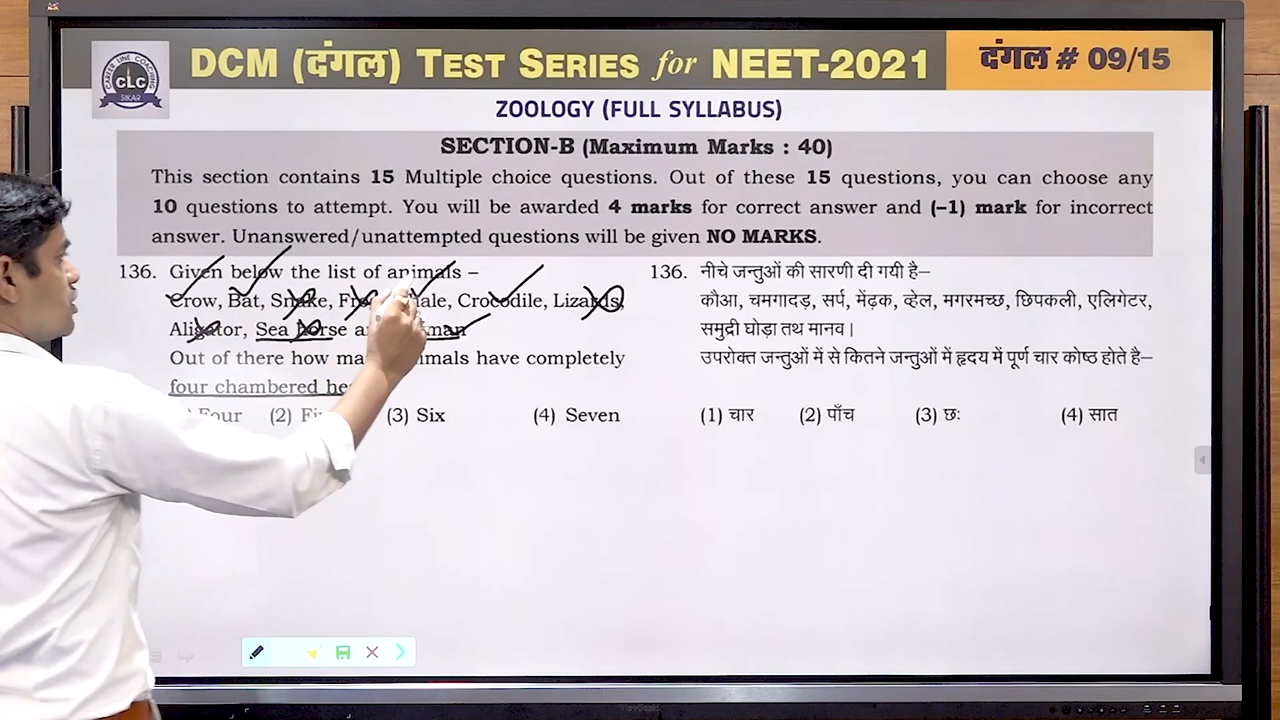 DCM (दंगल) TEST SERIES for NEET-2021
दंगल # 09/15
CLC
SIKAR
ZOOLOGY (FULL SYLLABUS)
SECTION-B (Maximum Marks : 40)
This section contains 15 Multiple choice questions. Out of these 15 questions, you can choose any
10 questions to attempt. You will be awarded 4 marks for correct answer and (–1) mark for incorrect
answer. Unanswered/unattempted questions will be given NO MARKS.
136. Given below the list of animals –
Crow, Bat, Snake, Crocodile, Lizards,
Aligator, Sea horse
Out of there how animals have completely
four chambered
Four (2) (3) Six (4) Seven
136. नीचे जन्तुओं की सारणी दी गयी है–
कौआ, चमगादड़, सर्प, मेंढ़क, व्हेल, मगरमच्छ, छिपकली, एलिगेटर,
समुद्री घोड़ा तथ मानव।
उपरोक्त जन्तुओं में से कितने जन्तुओं में हृदय में पूर्ण चार कोष्ठ होते है–
(1) चार (2) पाँच (3) छः (4) सात